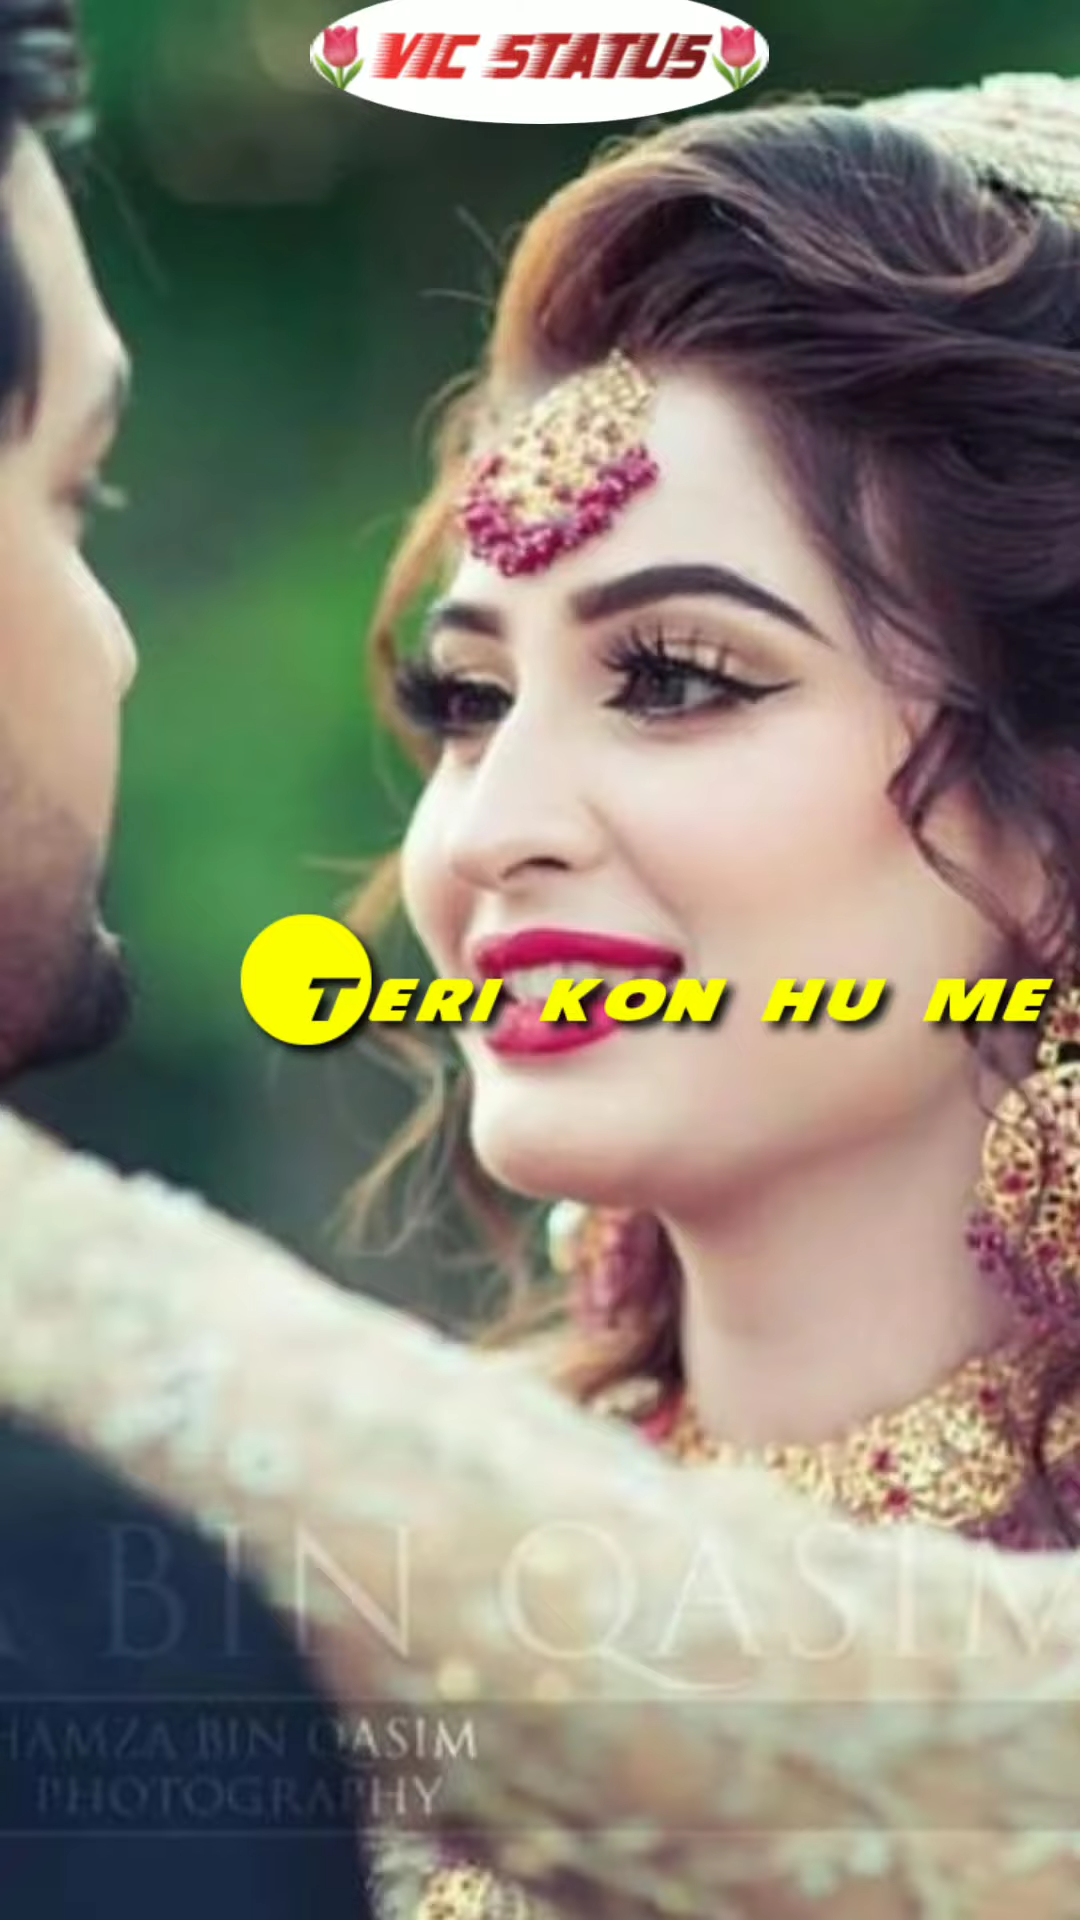 VIC STATUS
TERI KON HU ME
BIN QASIM
HAMZA BIN QASIM
PHOTOGRAPHY